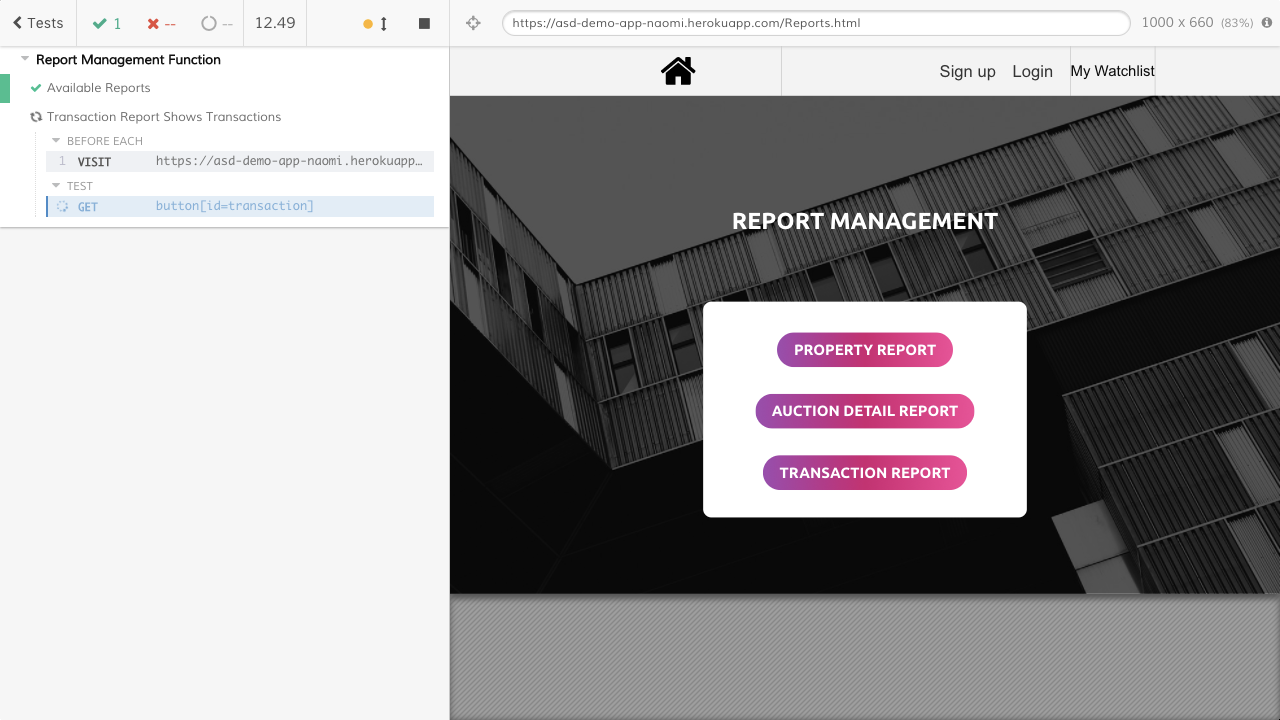 Tests 1 -- -- 12.49
https://asd-demo-app-naomi.herokuapp.com/Reports.html 1000 x 660 (83%)
Report Management Function
Available Reports
Transaction Report Shows Transactions
BEFORE EACH
1 VISIT https://asd-demo-app-naomi.herokuapp…
TEST
GET button[id=transaction]
Sign up Login My Watchlist
REPORT MANAGEMENT
PROPERTY REPORT
AUCTION DETAIL REPORT
TRANSACTION REPORT